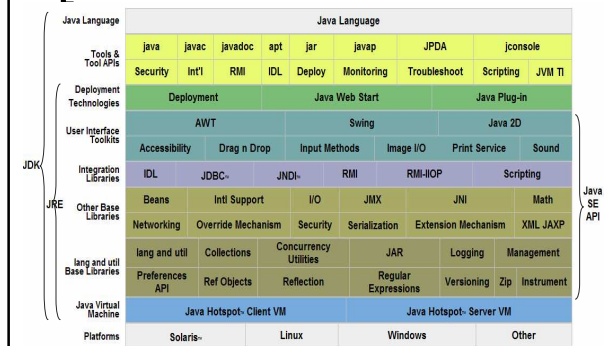 Java Language Java Language
java javac javadoc apt jar javap JPDA jconsole
Tools & Tool APIs
Security Int'l RMI IDL Deploy Monitoring Troubleshoot Scripting JVM TI
Deployment Technologies Deployment Java Web Start Java Plug-in
AWT Swing Java 2D
User Interface Toolkits
Accessibility Drag n Drop Input Methods Image I/O Print Service Sound
Integration Libraries IDL JDBC™ JNDI™ RMI RMI-IIOP Scripting
JDK
JRE
Java SE API
Beans Intl Support I/O JMX JNI Math
Other Base Libraries
Networking Override Mechanism Security Serialization Extension Mechanism XML JAXP
lang and util Collections Concurrency Utilities JAR Logging Management
lang and util Base Libraries
Preferences API Ref Objects Reflection Regular Expressions Versioning Zip Instrument
Java Virtual Machine Java Hotspot™ Client VM Java Hotspot™ Server VM
Platforms Solaris™ Linux Windows Other